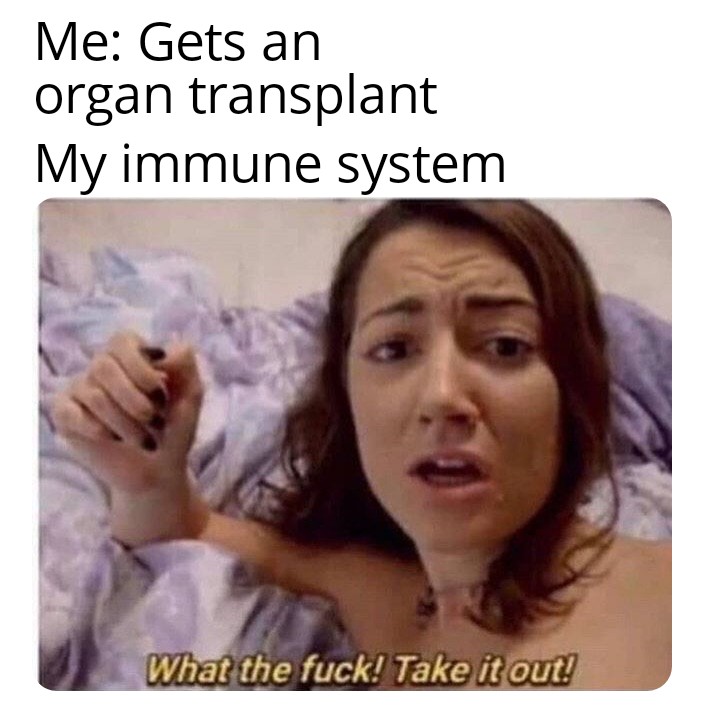 Me: Gets an
organ transplant
My immune system
What the fuck! Take it out!